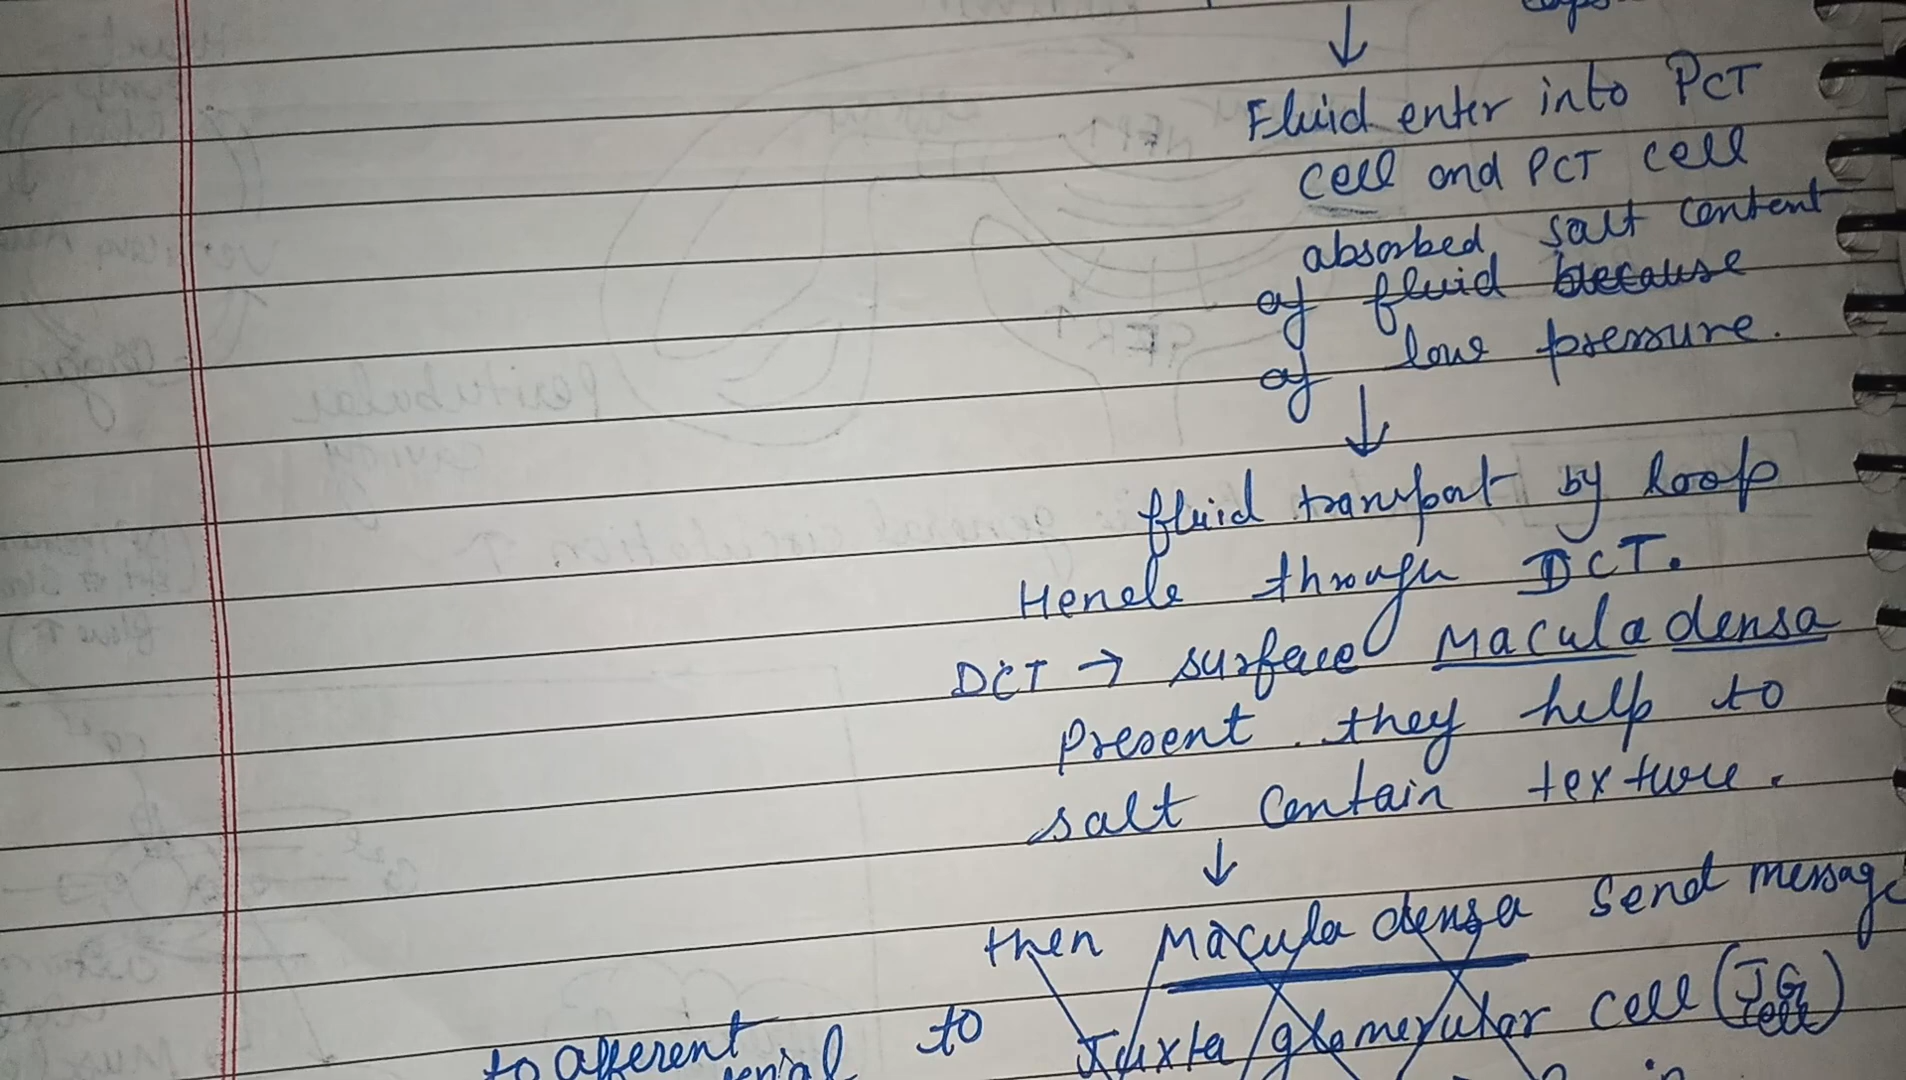 ↓
Fluid enter into PCT
cell and PCT cell
absorbed salt content
of fluid because
of low pressure.
↓
fluid transport by loop
Henele through DCT.
DCT → surface Macula densa
Present. they help to
salt Contain texture.
↓
then Macula densa Send message
to Juxta glomerular cell (JG cell)
to afferent